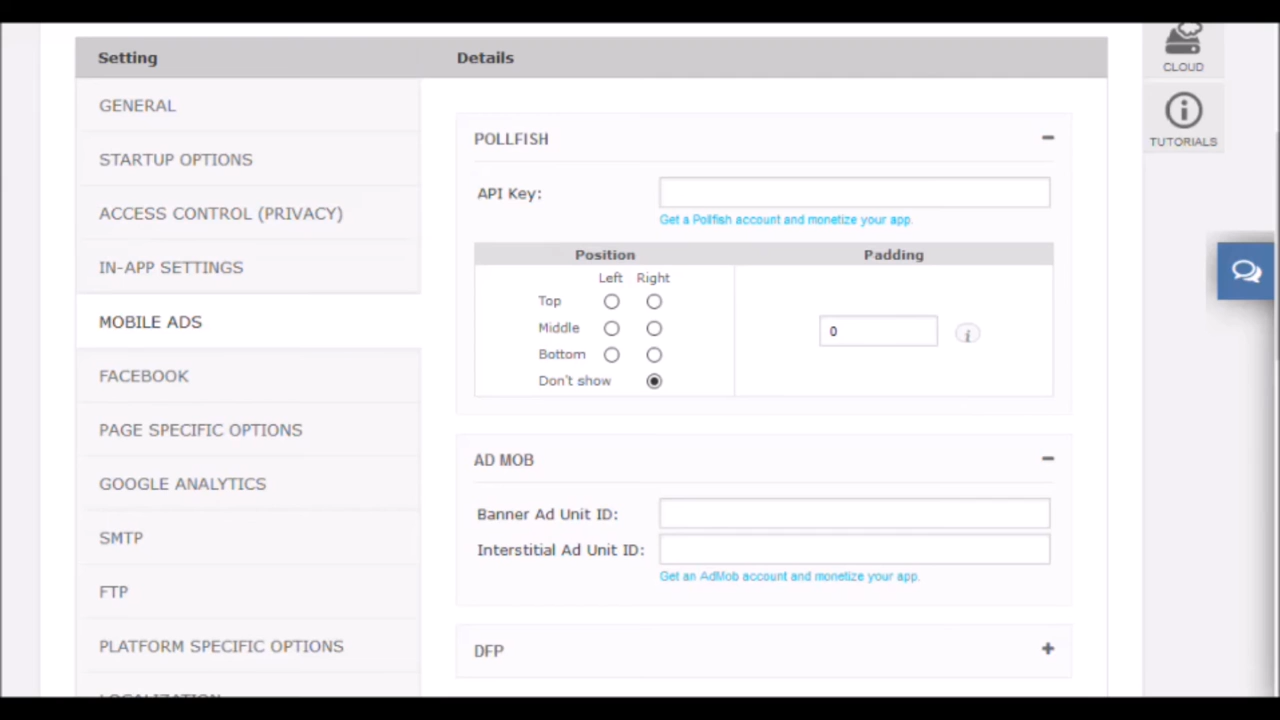 Setting
Details
GENERAL
STARTUP OPTIONS
ACCESS CONTROL (PRIVACY)
IN-APP SETTINGS
MOBILE ADS
FACEBOOK
PAGE SPECIFIC OPTIONS
GOOGLE ANALYTICS
SMTP
FTP
PLATFORM SPECIFIC OPTIONS
LOCALIZATION
POLLFISH
API Key:
Get a Pollfish account and monetize your app.
Position
Padding
Left Right
Top
Middle
Bottom
Don't show
0
AD MOB
Banner Ad Unit ID:
Interstitial Ad Unit ID:
Get an AdMob account and monetize your app.
DFP
CLOUD
TUTORIALS